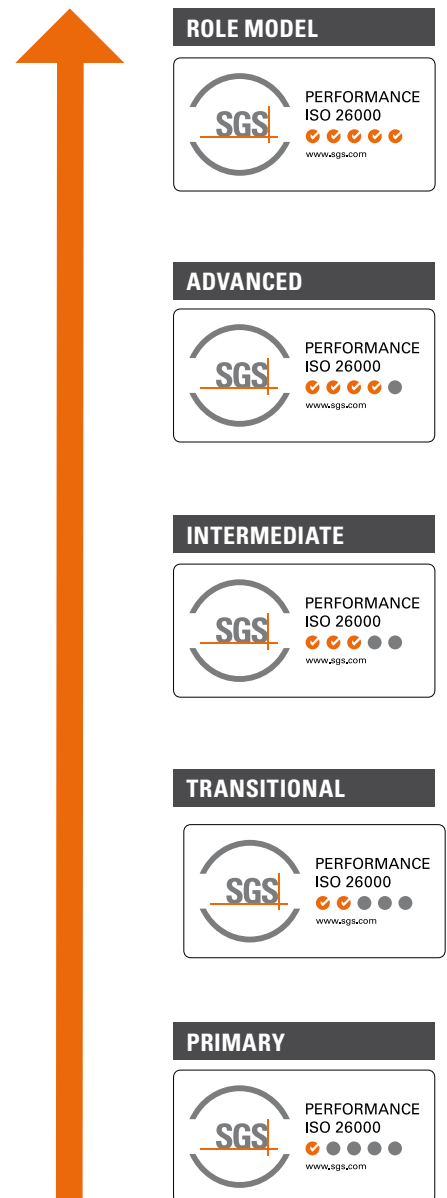 ROLE MODEL
SGS
PERFORMANCE
ISO 26000
www.sgs.com
ADVANCED
SGS
PERFORMANCE
ISO 26000
www.sgs.com
INTERMEDIATE
SGS
PERFORMANCE
ISO 26000
www.sgs.com
TRANSITIONAL
SGS
PERFORMANCE
ISO 26000
www.sgs.com
PRIMARY
SGS
PERFORMANCE
ISO 26000
www.sgs.com